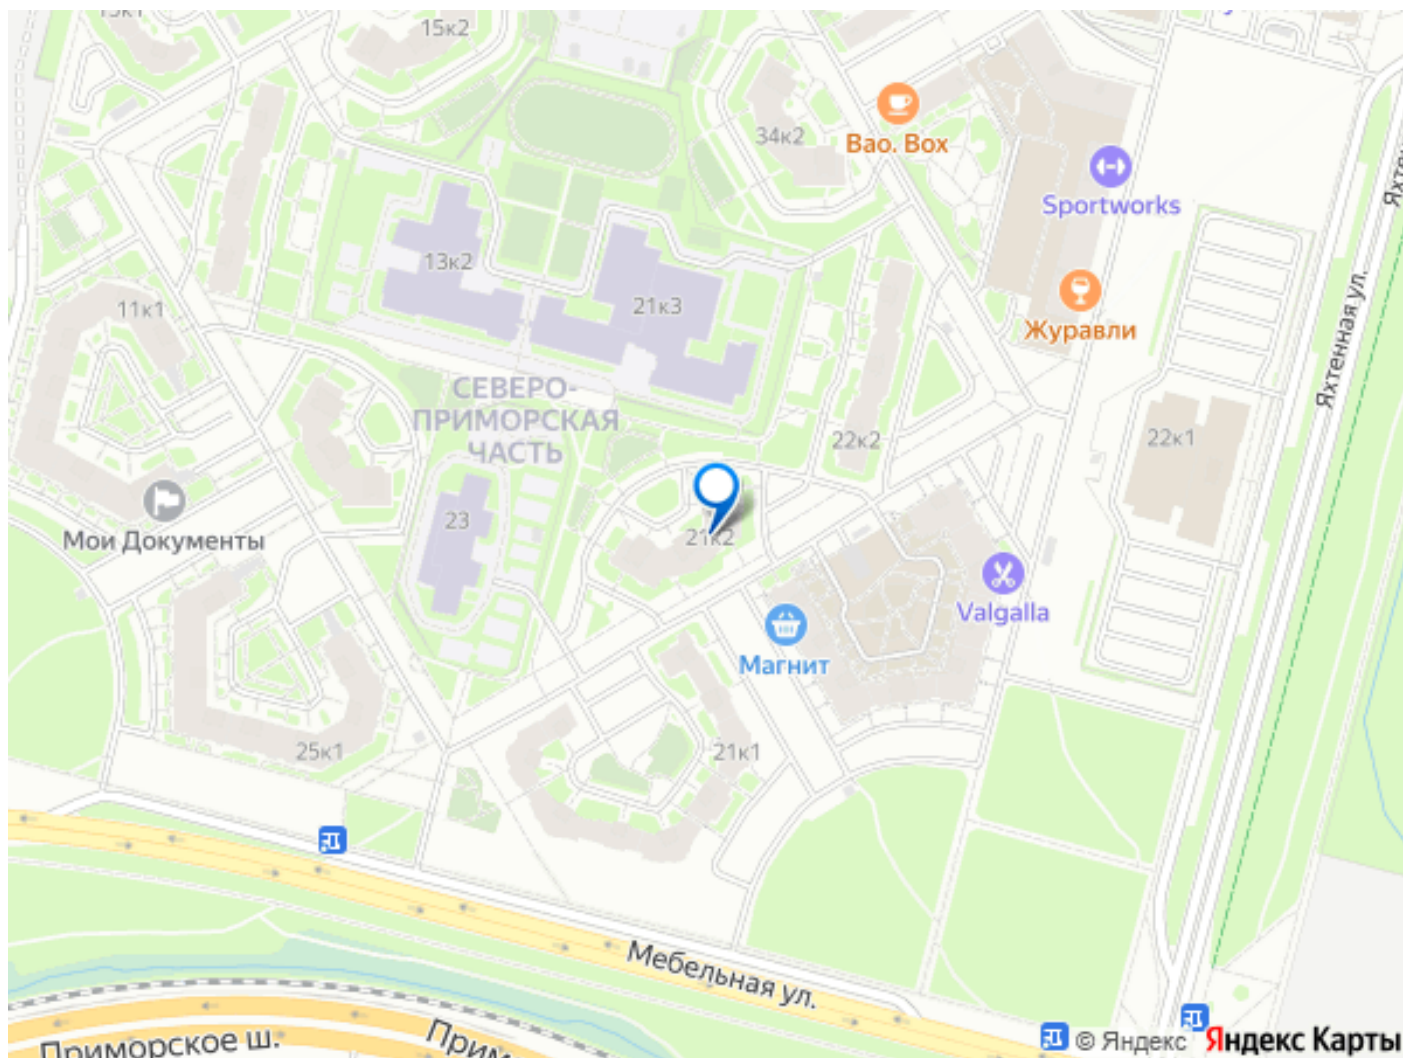 15к2
34к2
Bao. Box
Sportworks
Яхтенная ул.
13к2
21к3
11к1
Журавли
СЕВЕРО-
ПРИМОРСКАЯ
ЧАСТЬ
22к2
22к1
Мои Документы
23
21к2
Valgalla
Магнит
25к1
21к1
Мебельная ул.
Приморское ш.
© Яндекс Яндекс Карты